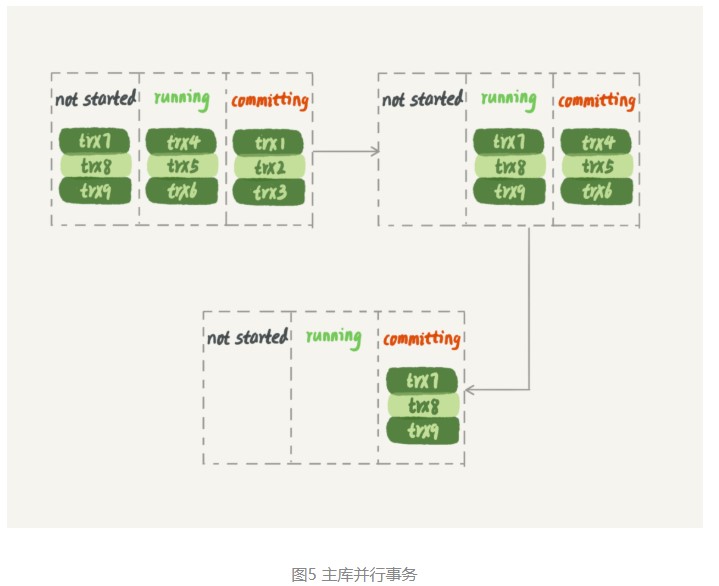 not started running committing
trx7 trx4 trx1
trx8 trx5 trx2
trx9 trx6 trx3
not started running committing
trx7 trx4
trx8 trx5
trx9 trx6
not started running committing
trx7
trx8
trx9
图5 主库并行事务